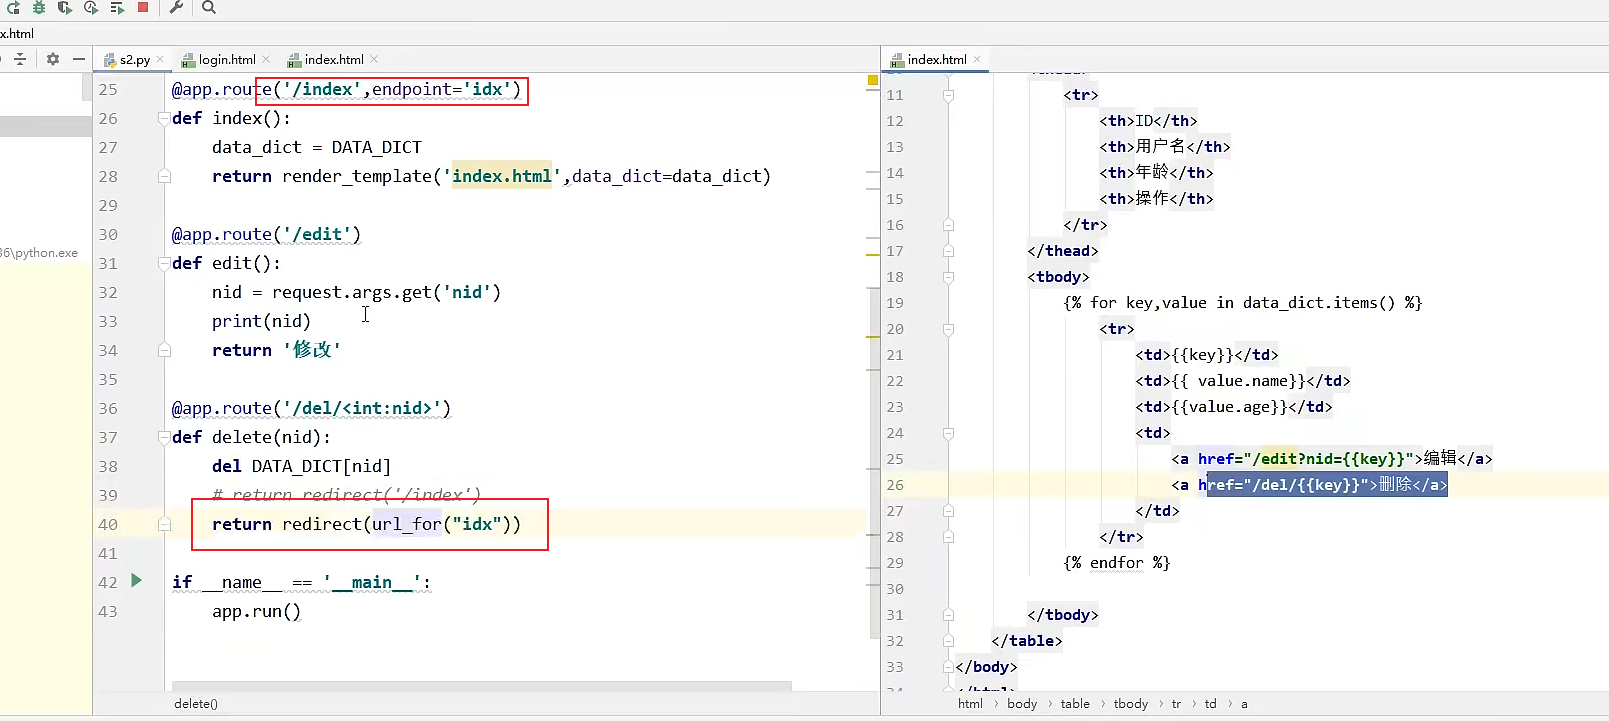 x.html
s2.py
login.html
index.html
index.html
36\python.exe
25 @app.route('/index',endpoint='idx')
26 def index():
27 data_dict = DATA_DICT
28 return render_template('index.html',data_dict=data_dict)
29
30 @app.route('/edit')
31 def edit():
32 nid = request.args.get('nid')
33 print(nid)
34 return '修改'
35
36 @app.route('/del/<int:nid>')
37 def delete(nid):
38 del DATA_DICT[nid]
39 # return redirect('/index')
40 return redirect(url_for("idx"))
41
42 if __name__ == '__main__':
43 app.run()
delete()
11 <tr>
12 <th>ID</th>
13 <th>用户名</th>
14 <th>年龄</th>
15 <th>操作</th>
16 </tr>
17 </thead>
18 <tbody>
19 {% for key,value in data_dict.items() %}
20 <tr>
21 <td>{{key}}</td>
22 <td>{{ value.name}}</td>
23 <td>{{value.age}}</td>
24 <td>
25 <a href="/edit?nid={{key}}">编辑</a>
26 <a href="/del/{{key}}">删除</a>
27 </td>
28 </tr>
29 {% endfor %}
30
31 </tbody>
32 </table>
33 </body>
html › body › table › tbody › tr › td › a